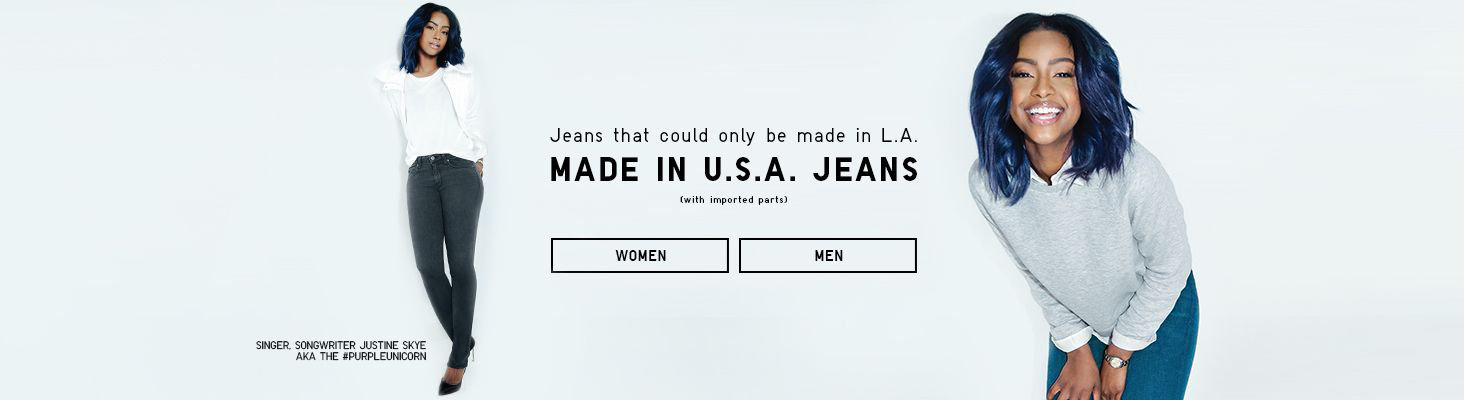 Jeans that could only be made in L.A.
MADE IN U.S.A. JEANS
(with imported parts)
WOMEN
MEN
SINGER, SONGWRITER JUSTINE SKYE
AKA THE #PURPLEUNICORN